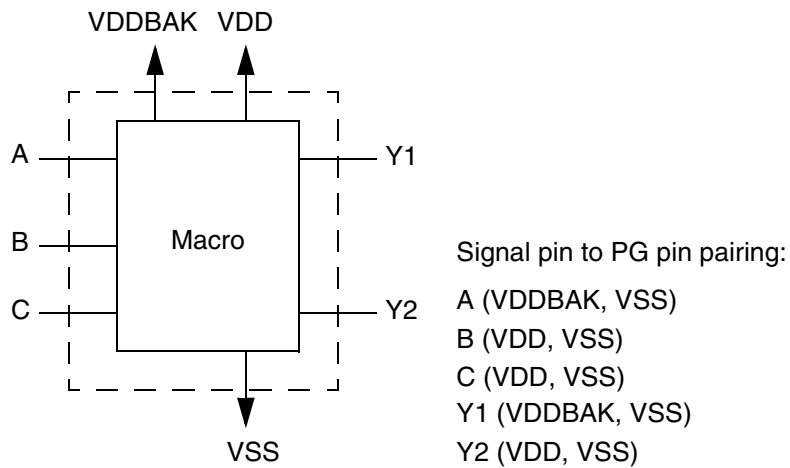 VDDBAK VDD
A
Y1
B
Macro
Signal pin to PG pin pairing:
A (VDDBAK, VSS)
C
Y2
B (VDD, VSS)
C (VDD, VSS)
Y1 (VDDBAK, VSS)
VSS
Y2 (VDD, VSS)